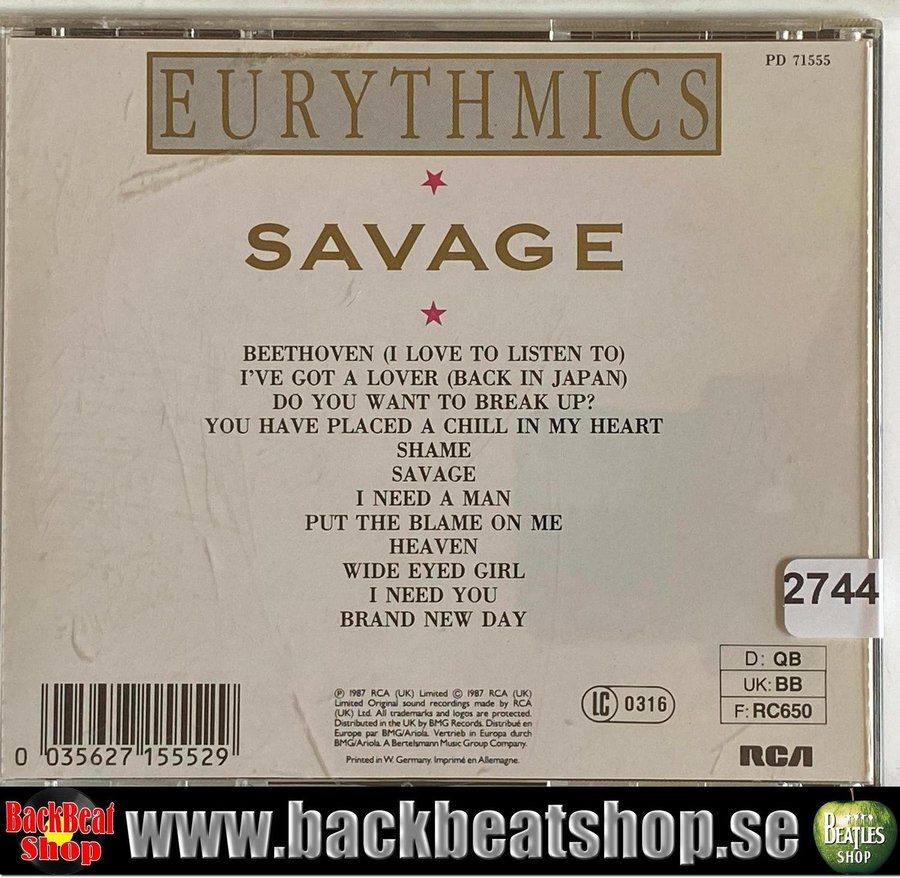 PD 71555
EURYTHMICS
SAVAGE
BEETHOVEN (I LOVE TO LISTEN TO)
I'VE GOT A LOVER (BACK IN JAPAN)
DO YOU WANT TO BREAK UP?
YOU HAVE PLACED A CHILL IN MY HEART
SHAME
SAVAGE
I NEED A MAN
PUT THE BLAME ON ME
HEAVEN
WIDE EYED GIRL
I NEED YOU
BRAND NEW DAY
2744
D: QB
UK: BB
F: RC650
RCA
LC 0316
℗ 1987 RCA (UK) Limited © 1987 RCA (UK)
Limited Original sound recordings made by RCA
(UK) Ltd. All trademarks and logos are protected.
Distributed in the UK by BMG Records. Distribué en
Europe par BMG/Ariola. Vertrieb in Europa durch
BMG/Ariola. A Bertelsmann Music Group Company.
Printed in W. Germany. Imprimé en Allemagne.
0 035627 155529
BackBeat
Shop
www.backbeatshop.se
BEATLES
SHOP